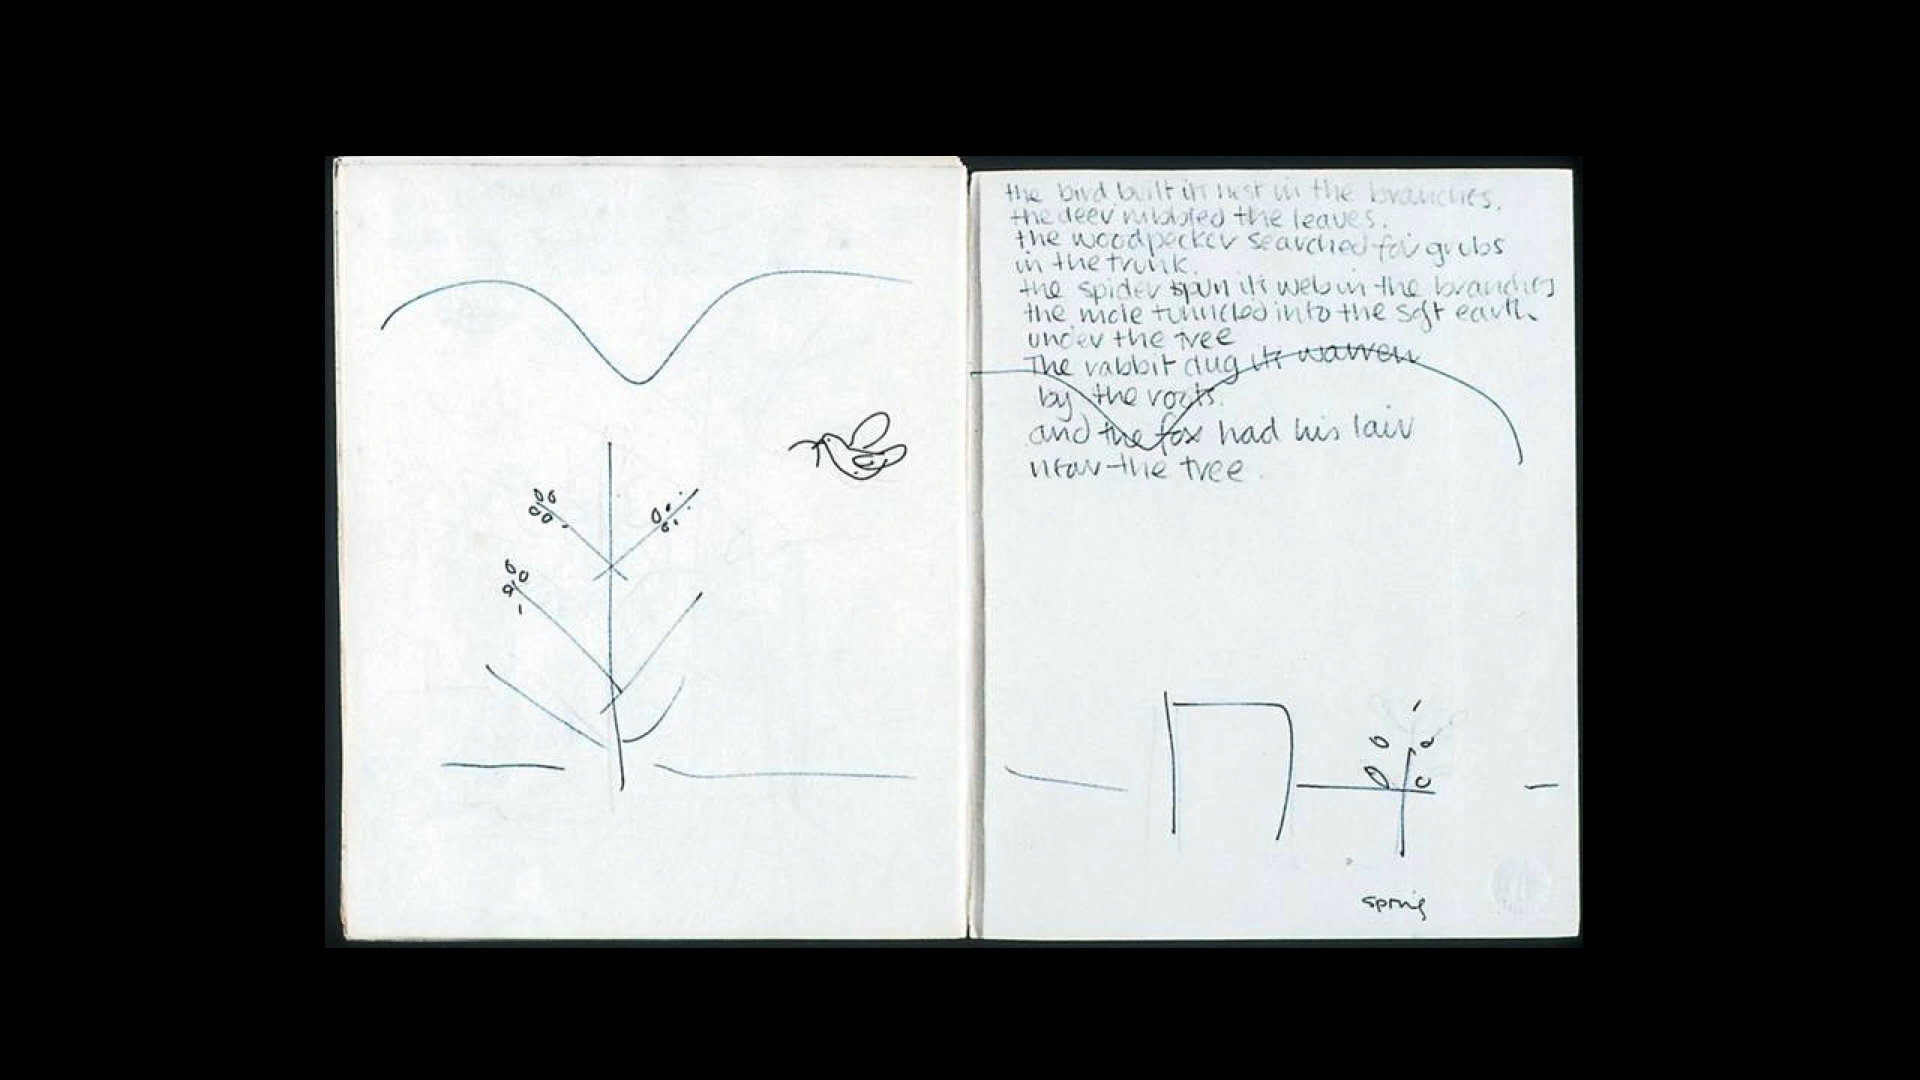 the bird built its nest in the branches.
the deer nibbled the leaves.
the woodpecker searched for grubs
in the trunk.
the spider spun its web in the branches
the mole tunneled into the soft earth
under the tree
The rabbit dug its warren
by the roots.
and the fox had his lair
near the tree.
spring